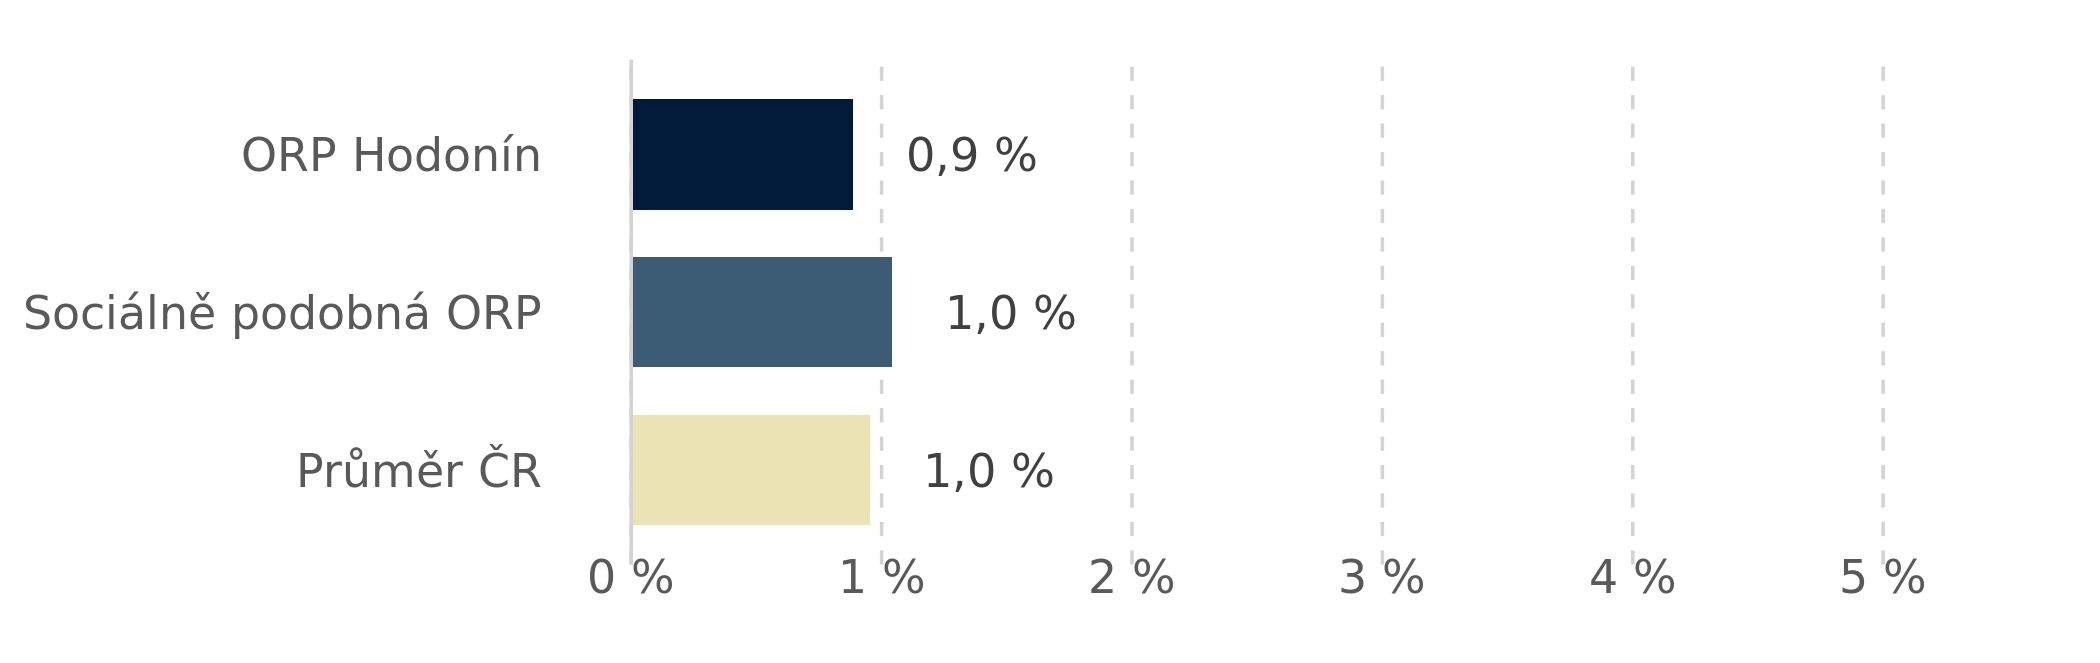 ORP Hodonín 0,9 %
Sociálně podobná ORP 1,0 %
Průměr ČR 1,0 %
0 % 1 % 2 % 3 % 4 % 5 %